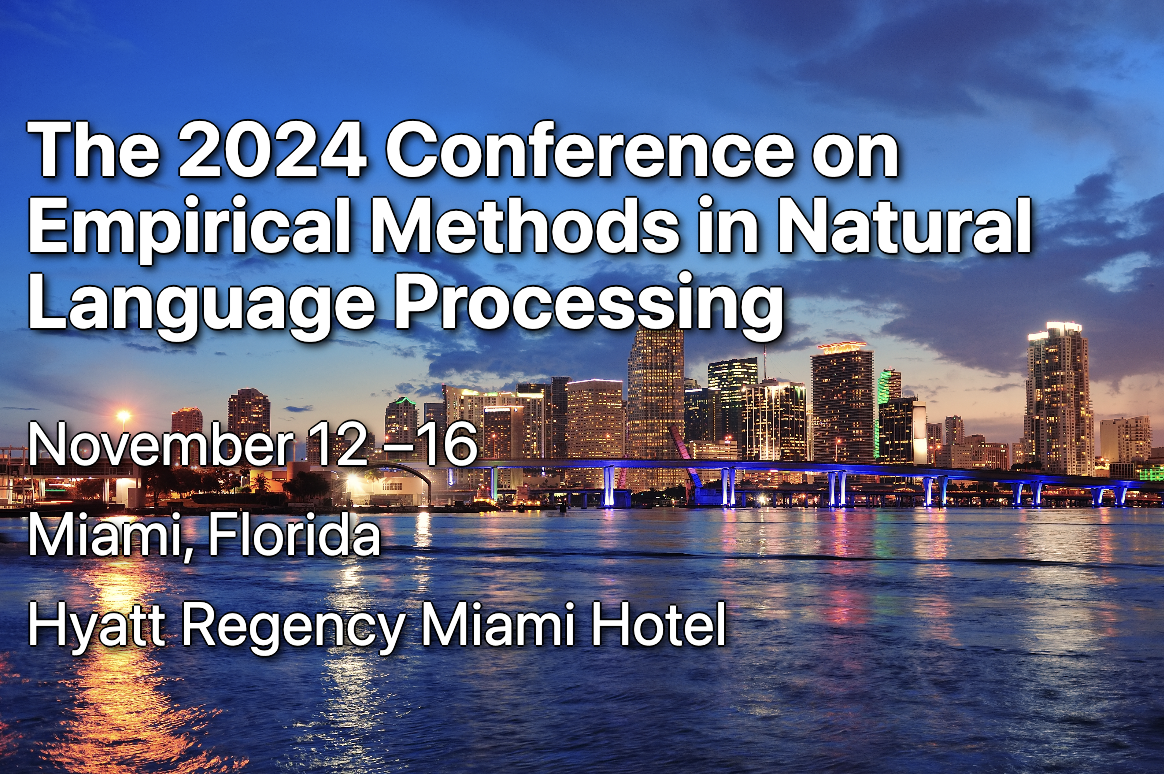 The 2024 Conference on
Empirical Methods in Natural
Language Processing
November 12 –16
Miami, Florida
Hyatt Regency Miami Hotel